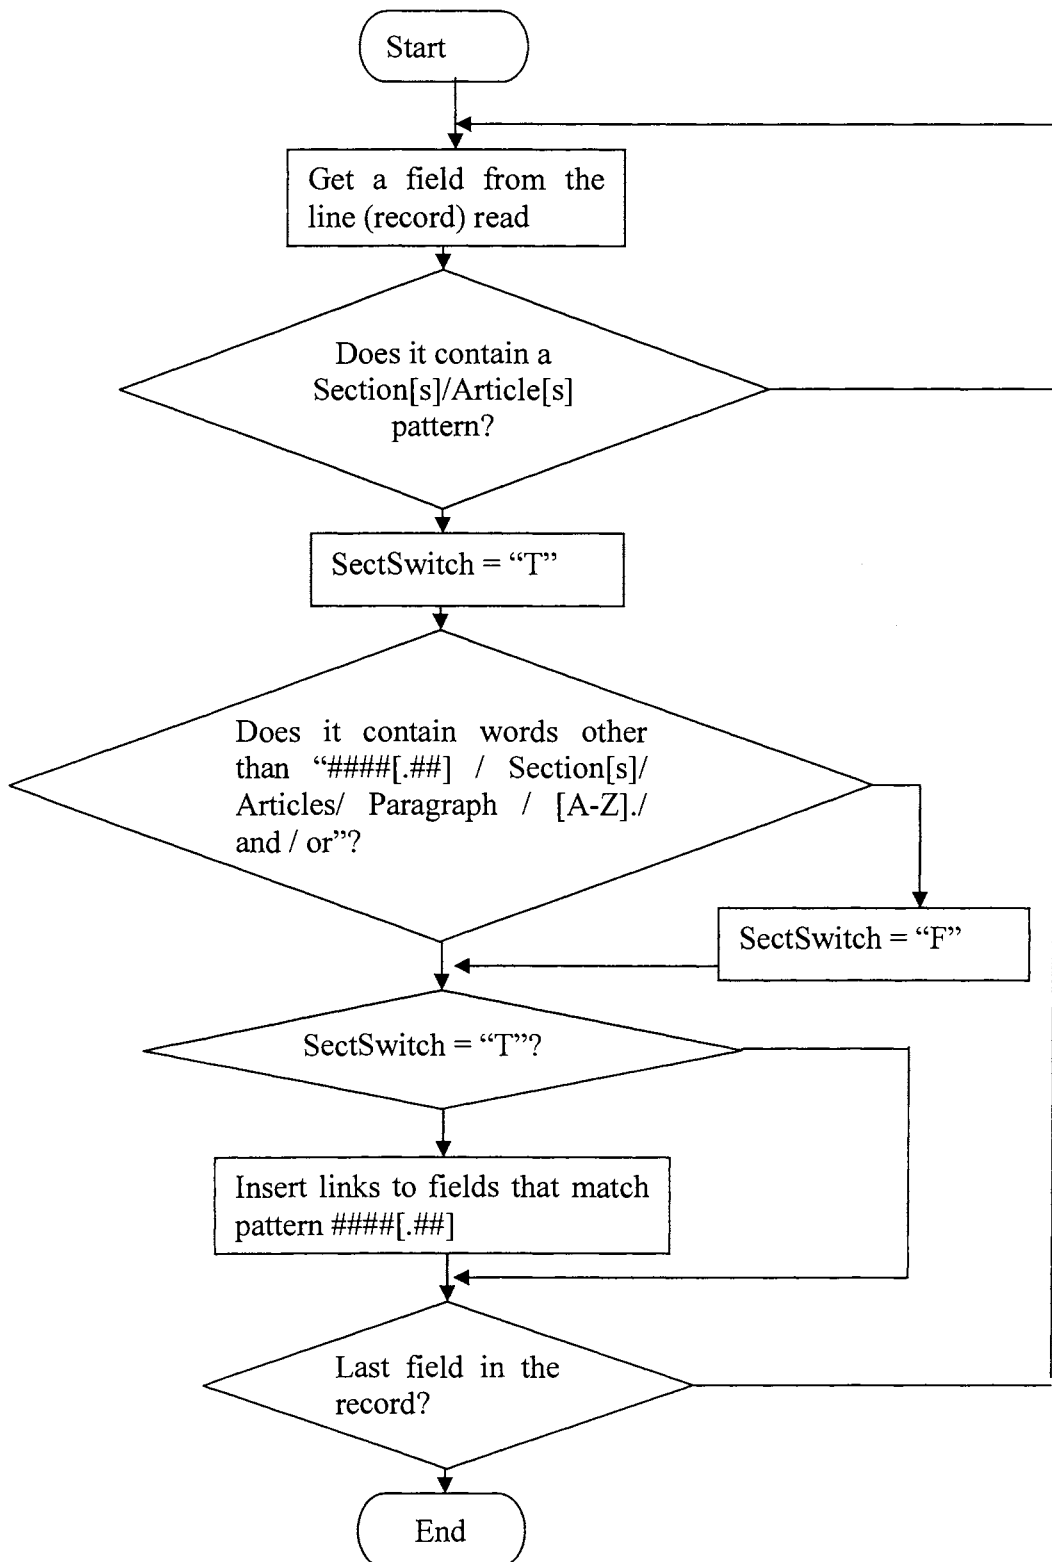 Start
Get a field from the
line (record) read
Does it contain a
Section[s]/Article[s]
pattern?
SectSwitch = “T”
Does it contain words other
than “####[.##] / Section[s]/
Articles/ Paragraph / [A-Z]./
and / or”?
SectSwitch = “F”
SectSwitch = “T”?
Insert links to fields that match
pattern ####[.##]
Last field in the
record?
End